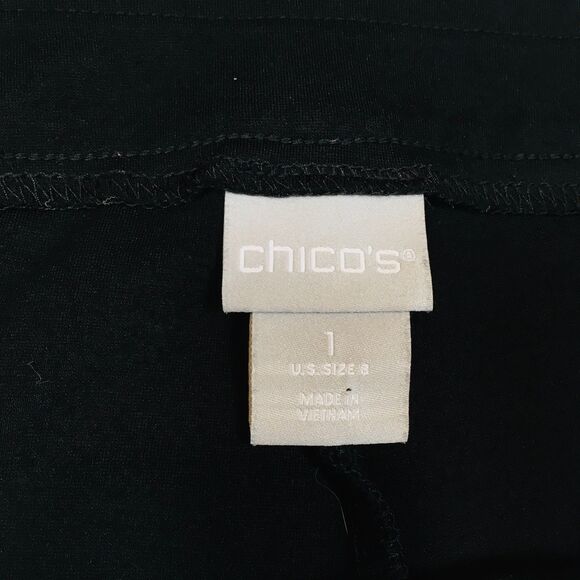 chico's®
1
U.S. SIZE 8
MADE IN
VIETNAM